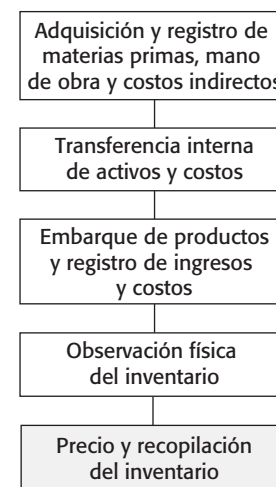 Adquisición y registro de
materias primas, mano
de obra y costos indirectos
Transferencia interna
de activos y costos
Embarque de productos
y registro de ingresos
y costos
Observación física
del inventario
Precio y recopilación
del inventario